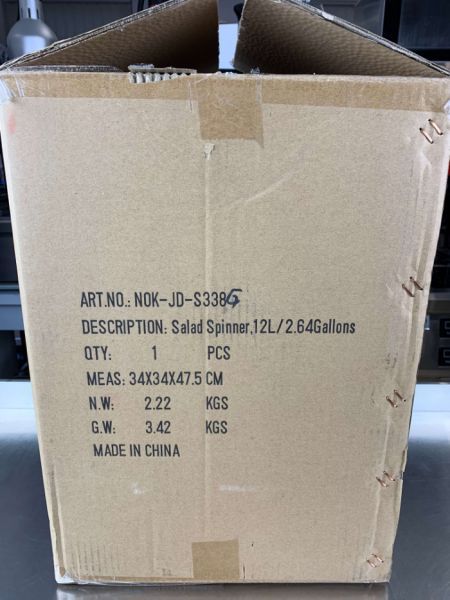 ART.NO.: NOK-JD-S338G
DESCRIPTION: Salad Spinner,12L/2.64Gallons
QTY: 1 PCS
MEAS: 34X34X47.5 CM
N.W: 2.22 KGS
G.W: 3.42 KGS
MADE IN CHINA